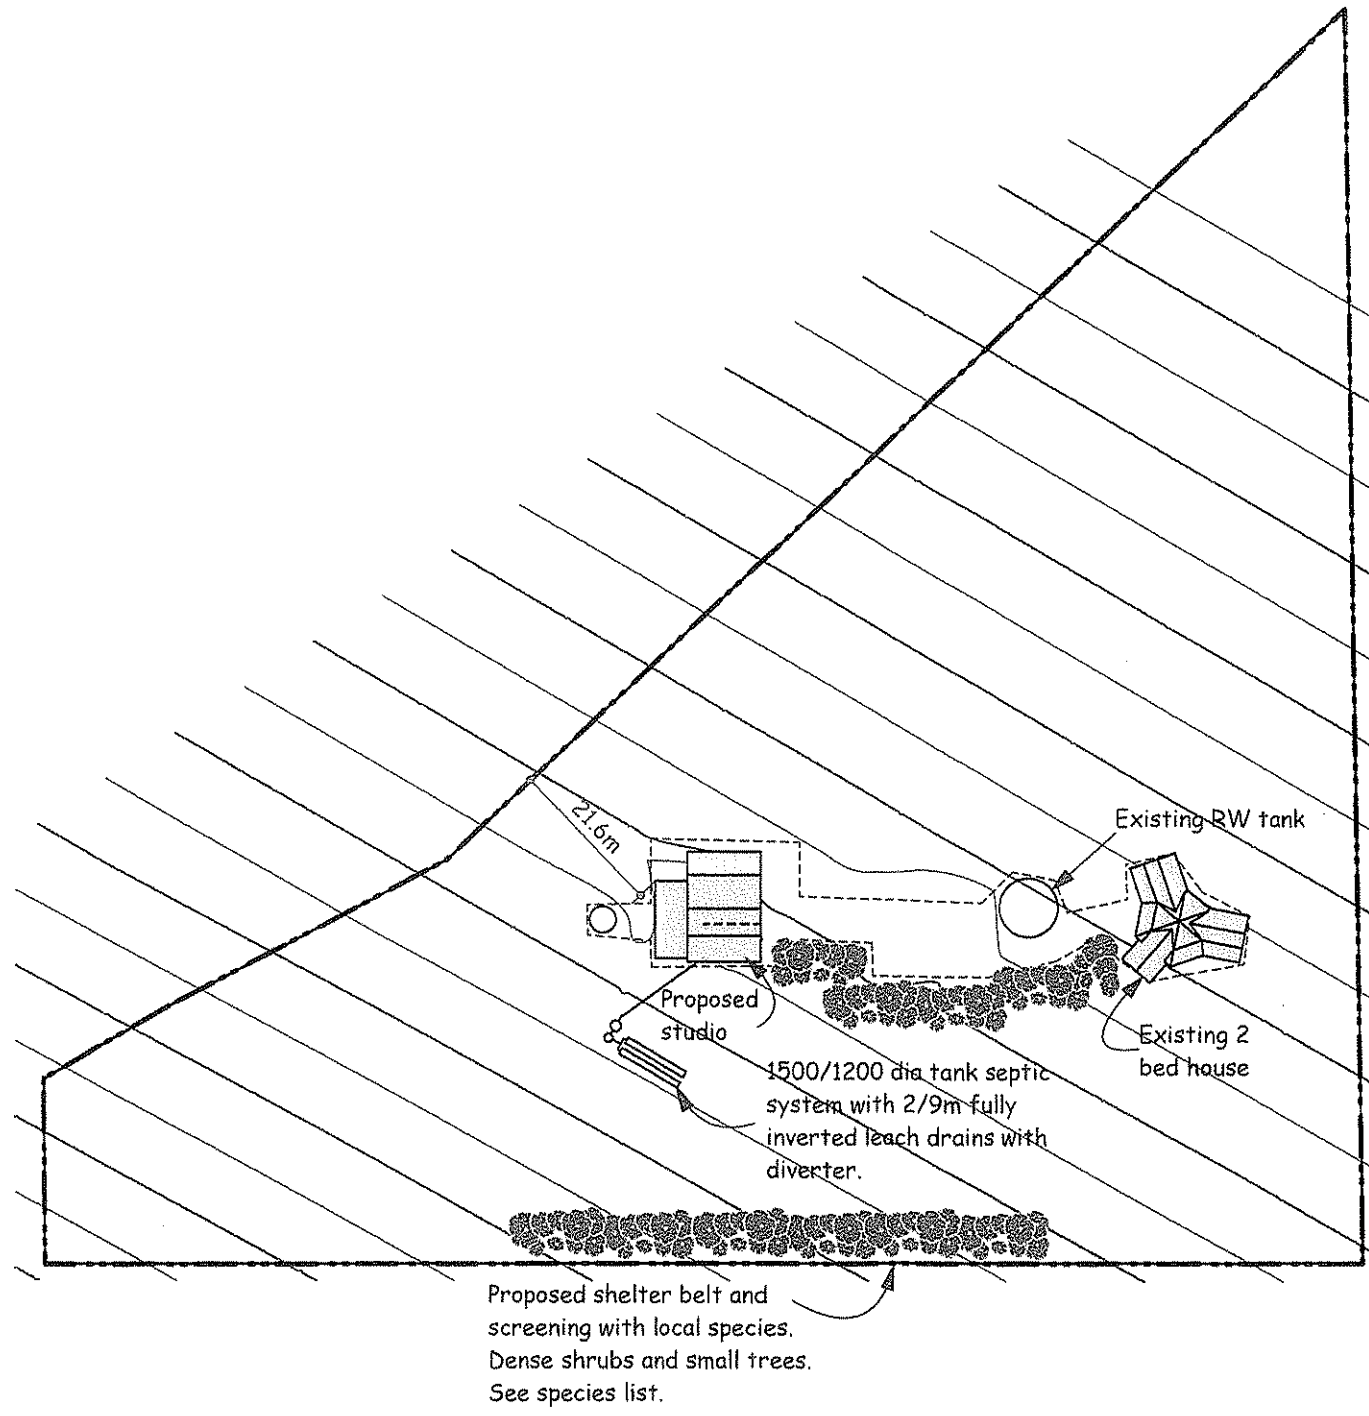 21.6m
Existing RW tank
Proposed
studio
Existing 2
bed house
1500/1200 dia tank septic
system with 2/9m fully
inverted leach drains with
diverter.
Proposed shelter belt and
screening with local species.
Dense shrubs and small trees.
See species list.